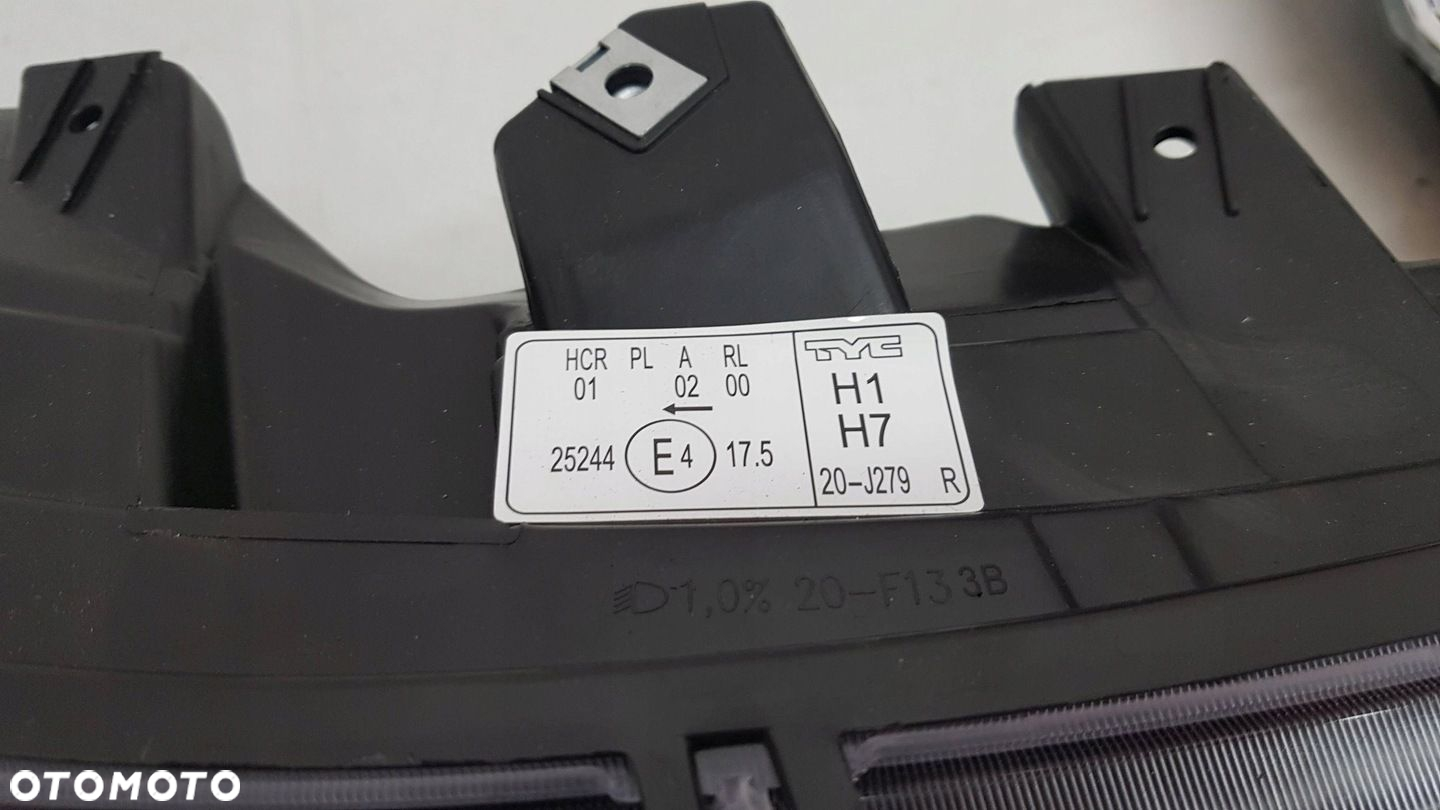 HCR PL A RL
01 02 00
25244 E4 17.5
TYC
H1
H7
20-J279 R
1,0% 20-F133B
OTOMOTO